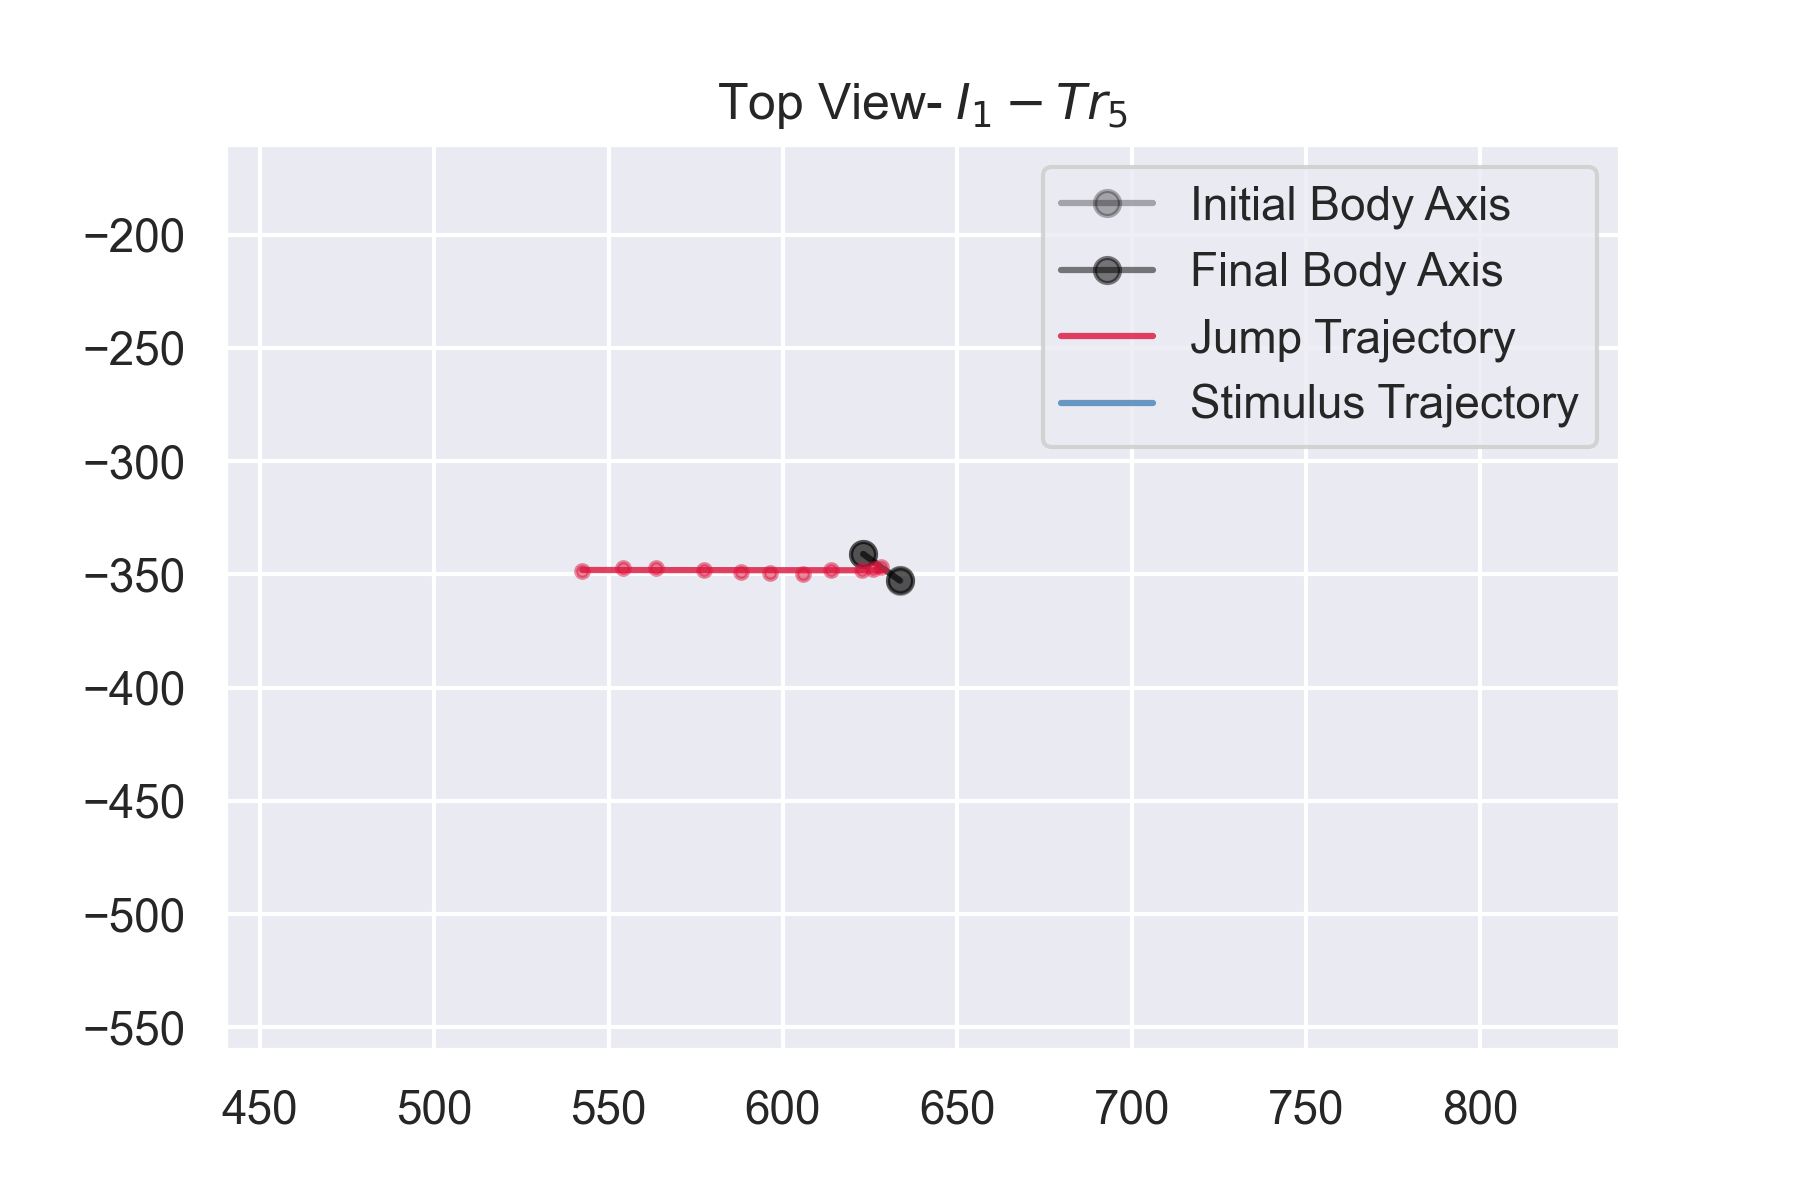 Top View- I₁ − Tr₅
Initial Body Axis
Final Body Axis
Jump Trajectory
Stimulus Trajectory
−200
−250
−300
−350
−400
−450
−500
−550
450 500 550 600 650 700 750 800